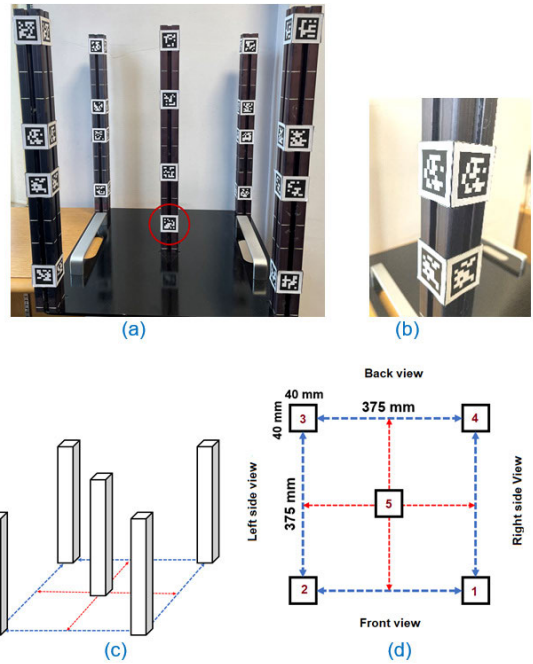 (a)
(b)
Back view
40 mm
40 mm
375 mm
3
4
Left side view
375 mm
5
Right side View
2
1
Front view
(c)
(d)